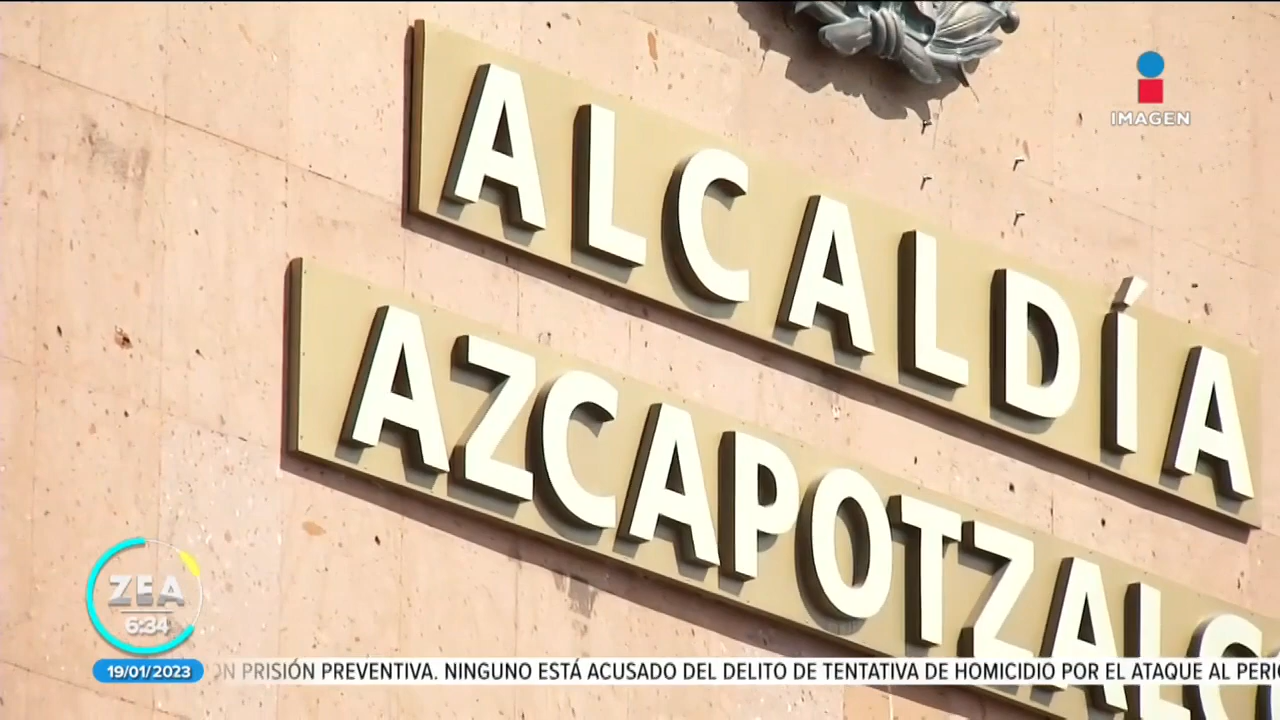 IMAGEN
ALCALDÍA
AZCAPOTZALC
ZEA
6:34
19/01/2023
PRISIÓN PREVENTIVA. NINGUNO ESTÁ ACUSADO DEL DELITO DE TENTATIVA DE HOMICIDIO POR EL ATAQUE AL